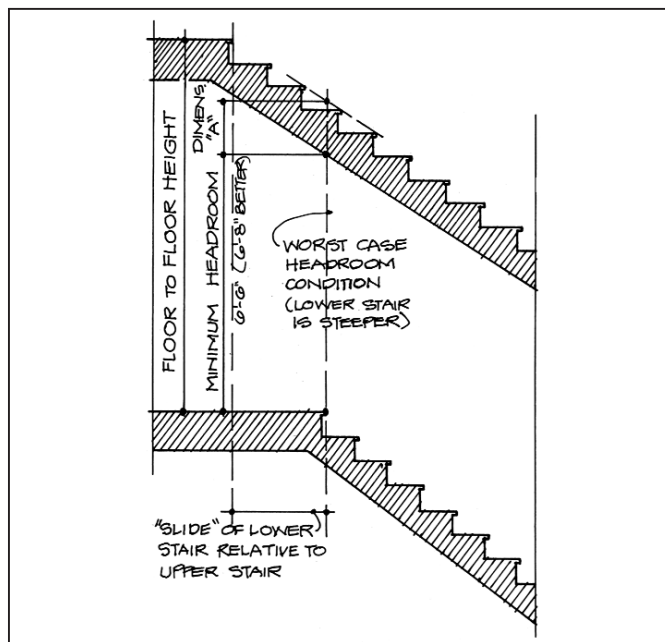 FLOOR TO FLOOR HEIGHT
DIMENS.
"A"
MINIMUM HEADROOM
6'-6" (6'-8" BETTER)
WORST CASE
HEADROOM
CONDITION
(LOWER STAIR
IS STEEPER)
"SLIDE" OF LOWER
STAIR RELATIVE TO
UPPER STAIR